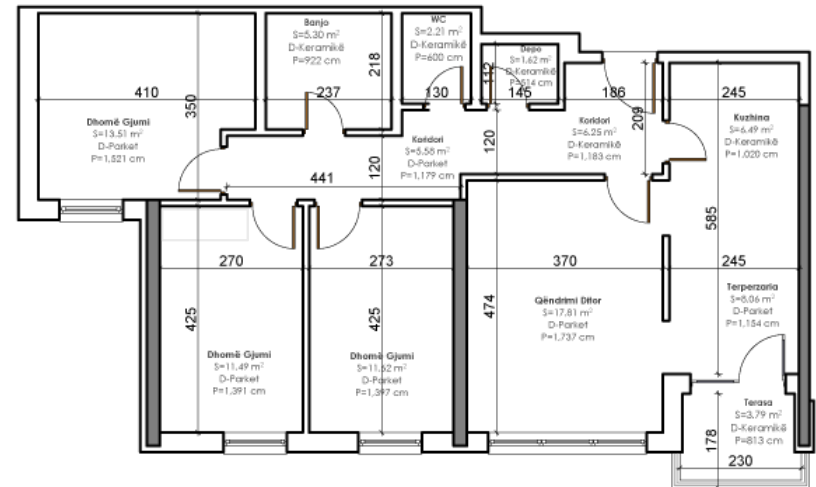 Banjo
S=5.30 m²
D-Keramikë
P=922 cm
218
WC
S=2.21 m²
D-Keramikë
P=600 cm
Depo
S=1.62 m²
D-Keramikë
P=514 cm
112
410
350
237
130
145
186
209
245
Dhomë Gjumi
S=13.51 m²
D-Parket
P=1,521 cm
Koridori
S=5.58 m²
D-Parket
P=1,179 cm
120
120
441
Koridori
S=6.25 m²
D-Keramikë
P=1,183 cm
Kuzhina
S=6.49 m²
D-Keramikë
P=1,020 cm
585
270
273
370
245
425
425
474
Qëndrimi Ditor
S=17.81 m²
D-Parket
P=1,737 cm
Terperzaria
S=8.06 m²
D-Parket
P=1,154 cm
Dhomë Gjumi
S=11.49 m²
D-Parket
P=1,391 cm
Dhomë Gjumi
S=11.52 m²
D-Parket
P=1,397 cm
Terasa
S=3.79 m²
D-Keramikë
P=813 cm
178
230